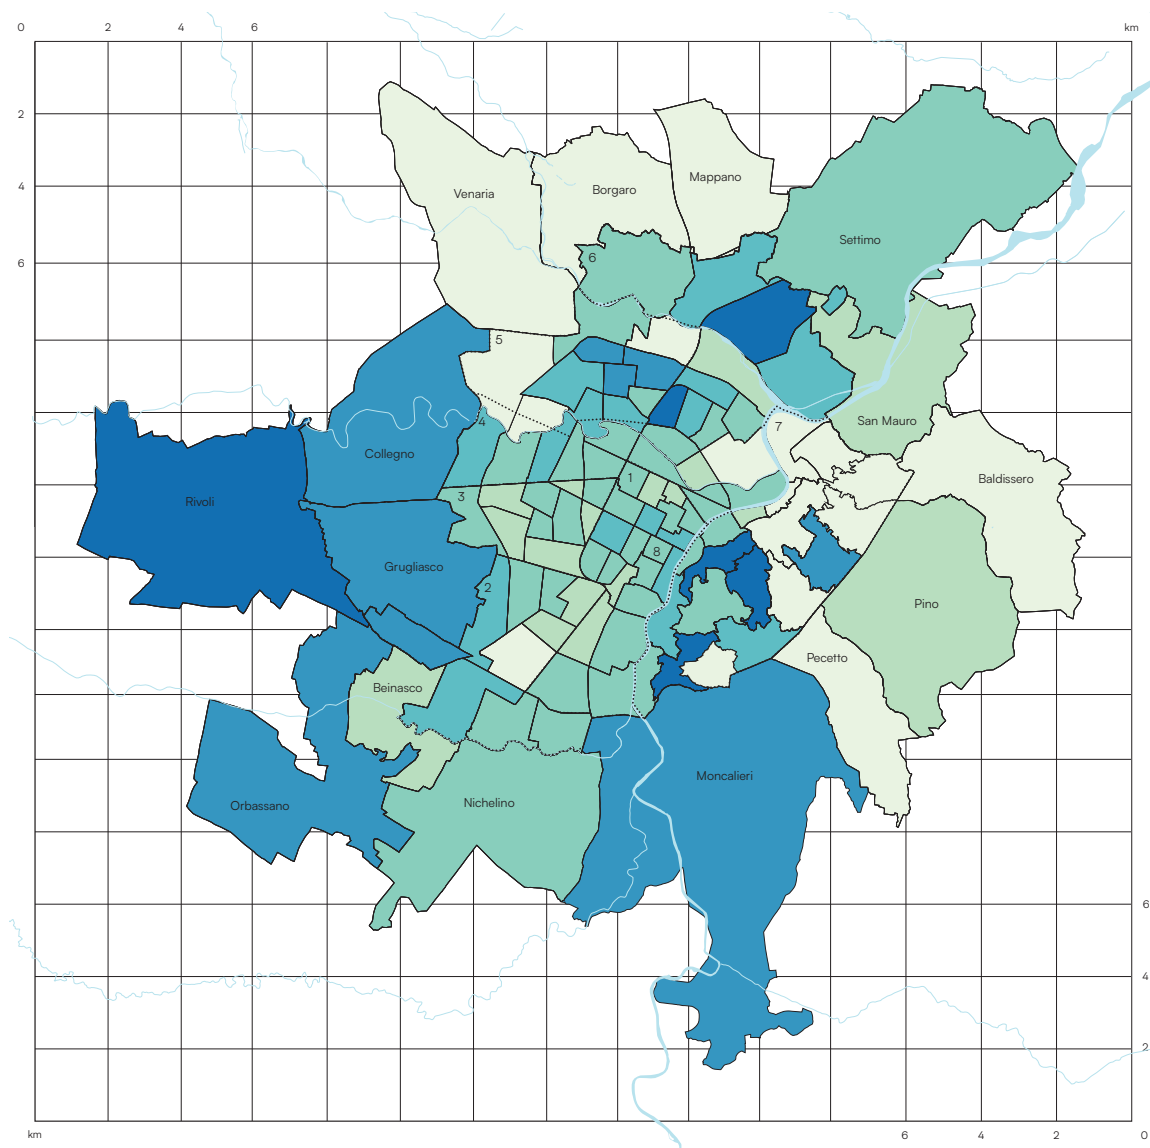 0 2 4 6 km
2
4
6
Venaria
Borgaro
Mappano
Settimo
6
5
4
7
San Mauro
Collegno
Baldissero
1
3
Rivoli
8
Grugliasco
2
Pino
Pecetto
Beinasco
Moncalieri
Nichelino
Orbassano
6
4
2
km 6 4 2 0